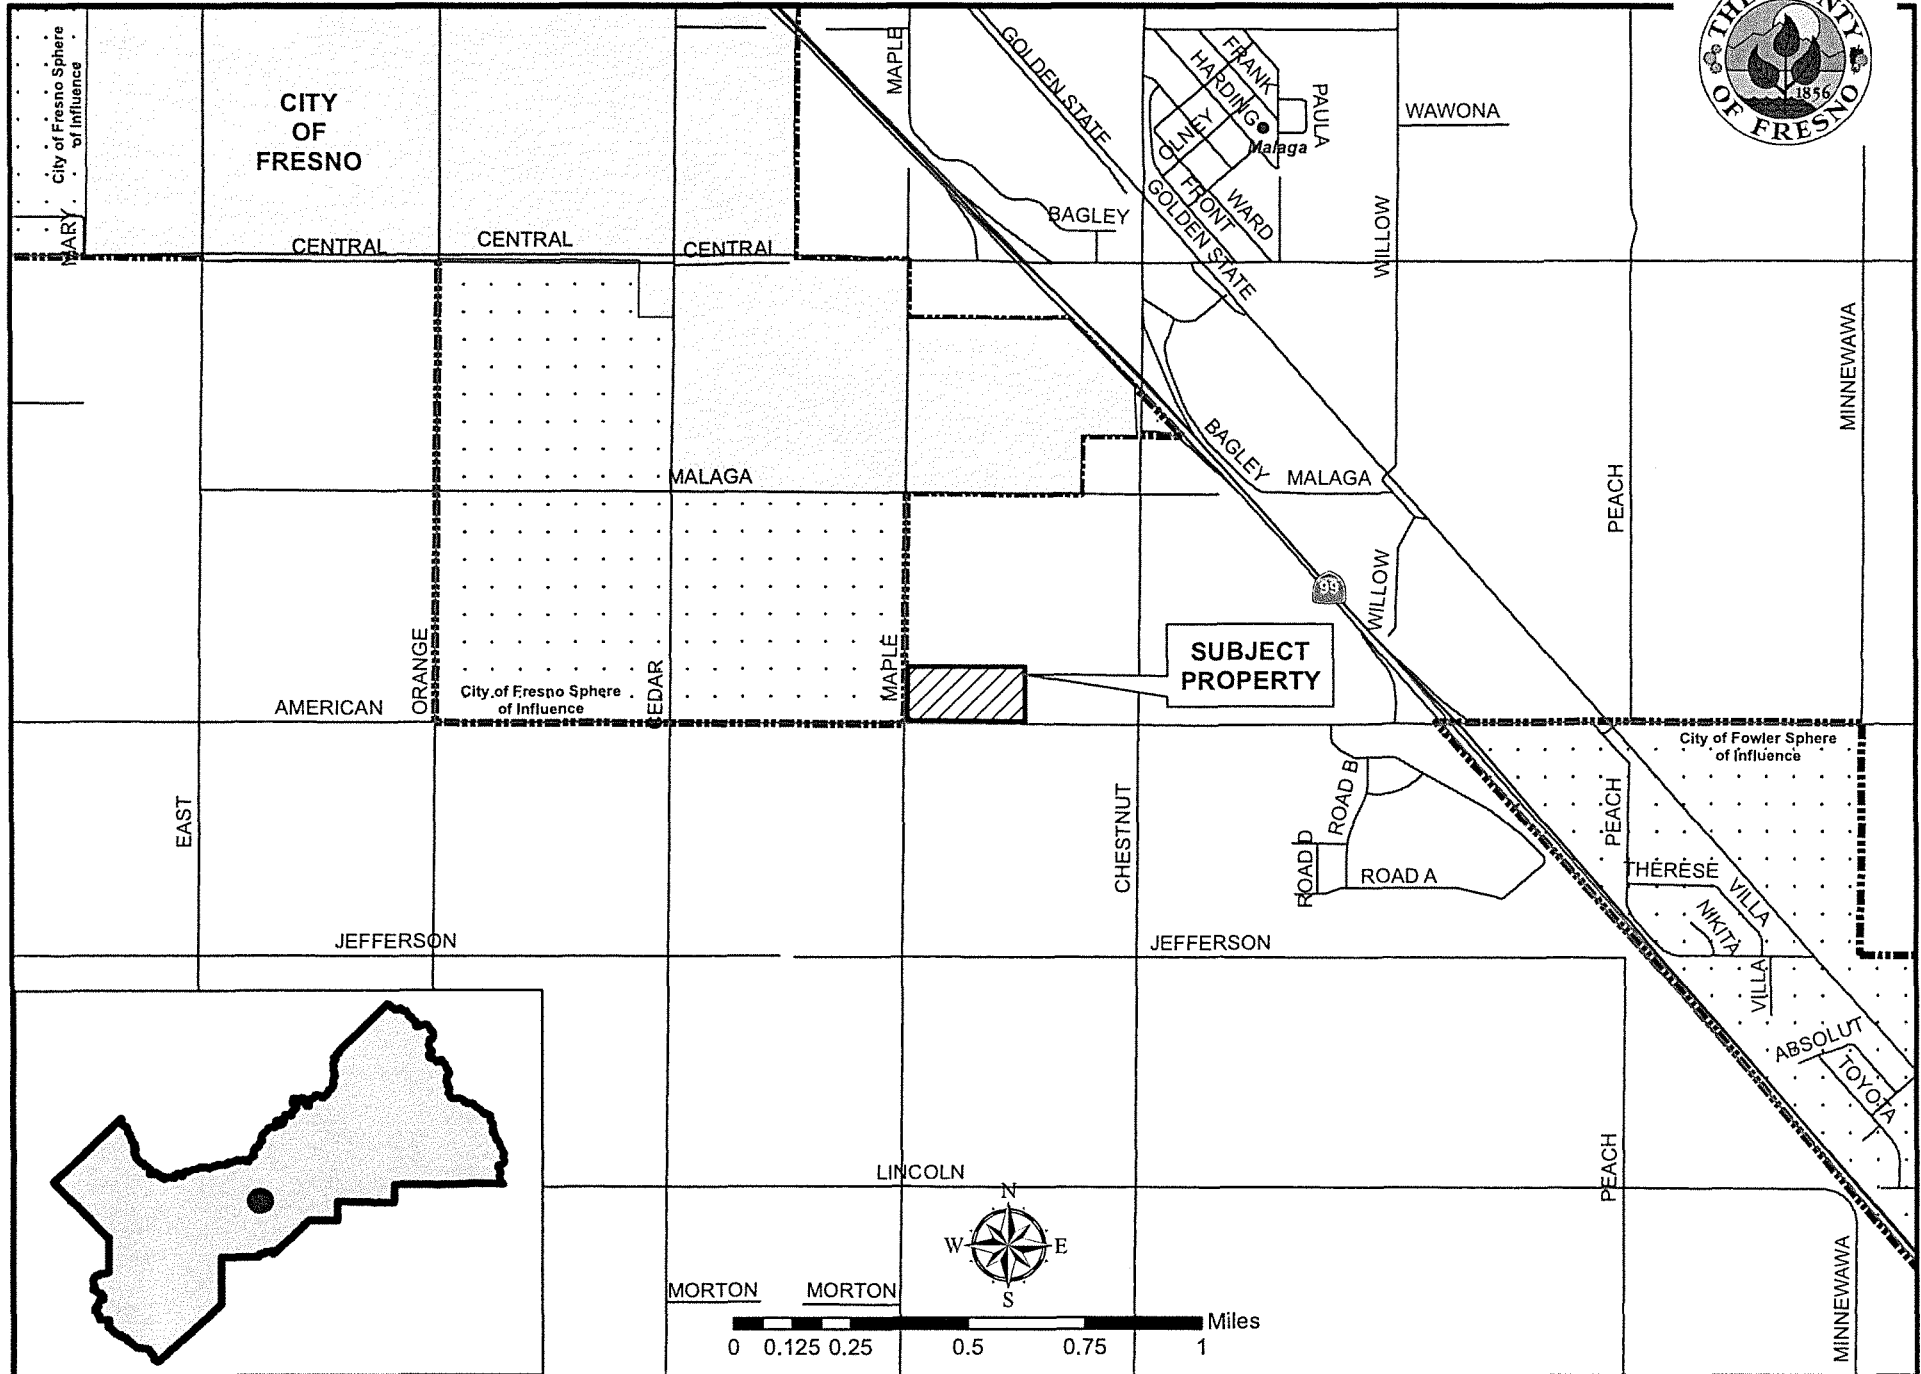 THE COUNTY
OF FRESNO
1856
City of Fresno Sphere
of Influence
CITY
OF
FRESNO
MAPLE
GOLDEN STATE
FRANK
HARDING
PAULA
WAWONA
OLNEY
Malaga
FRONT
WARD
GOLDEN STATE
BAGLEY
WILLOW
MARY
CENTRAL
CENTRAL
CENTRAL
MINNEWAWA
BAGLEY
MALAGA
MALAGA
PEACH
99
WILLOW
ORANGE
CEDAR
MAPLE
SUBJECT
PROPERTY
AMERICAN
City of Fresno Sphere
of Influence
City of Fowler Sphere
of Influence
EAST
CHESTNUT
ROAD B
ROAD D
ROAD A
PEACH
THERESE
VILLA
NIKITA
VILLA
JEFFERSON
JEFFERSON
ABSOLUT
TOYOTA
LINCOLN
PEACH
N
W
E
S
MORTON
MORTON
MINNEWAWA
Miles
0 0.125 0.25 0.5 0.75 1